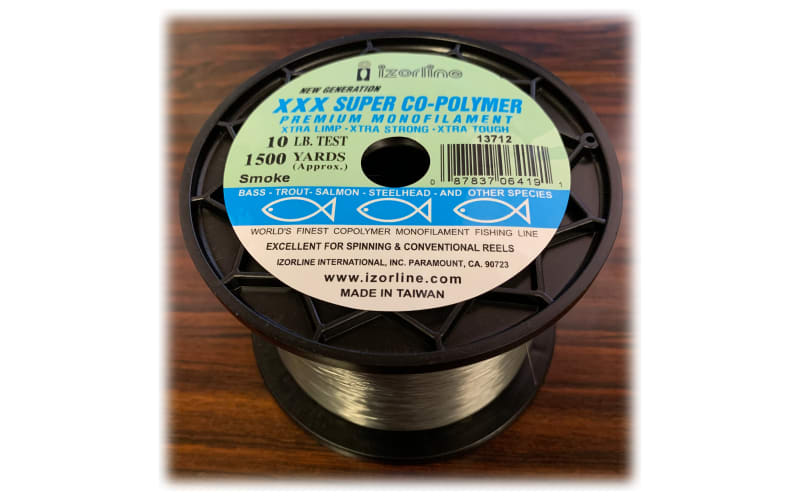 izorline
NEW GENERATION
XXX SUPER CO-POLYMER
PREMIUM MONOFILAMENT
XTRA LIMP - XTRA STRONG - XTRA TOUGH
10 LB. TEST
1500 YARDS
(Approx.)
Smoke
13712
0 87837 06419 1
BASS - TROUT- SALMON - STEELHEAD - AND OTHER SPECIES
WORLD'S FINEST COPOLYMER MONOFILAMENT FISHING LINE
EXCELLENT FOR SPINNING & CONVENTIONAL REELS
IZORLINE INTERNATIONAL, INC. PARAMOUNT, CA. 90723
www.izorline.com
MADE IN TAIWAN